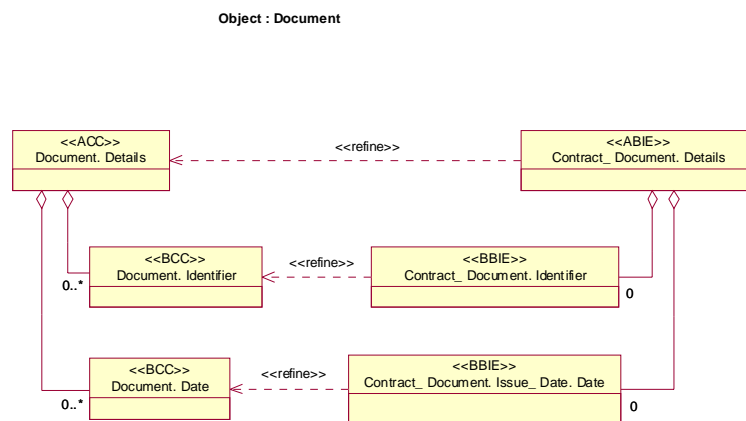 Object : Document
<<ACC>>
Document. Details
<<refine>>
<<ABIE>>
Contract_ Document. Details
<<BCC>>
Document. Identifier
0..*
<<refine>>
<<BBIE>>
Contract_ Document. Identifier
0
<<BCC>>
Document. Date
0..*
<<refine>>
<<BBIE>>
Contract_ Document. Issue_ Date. Date
0